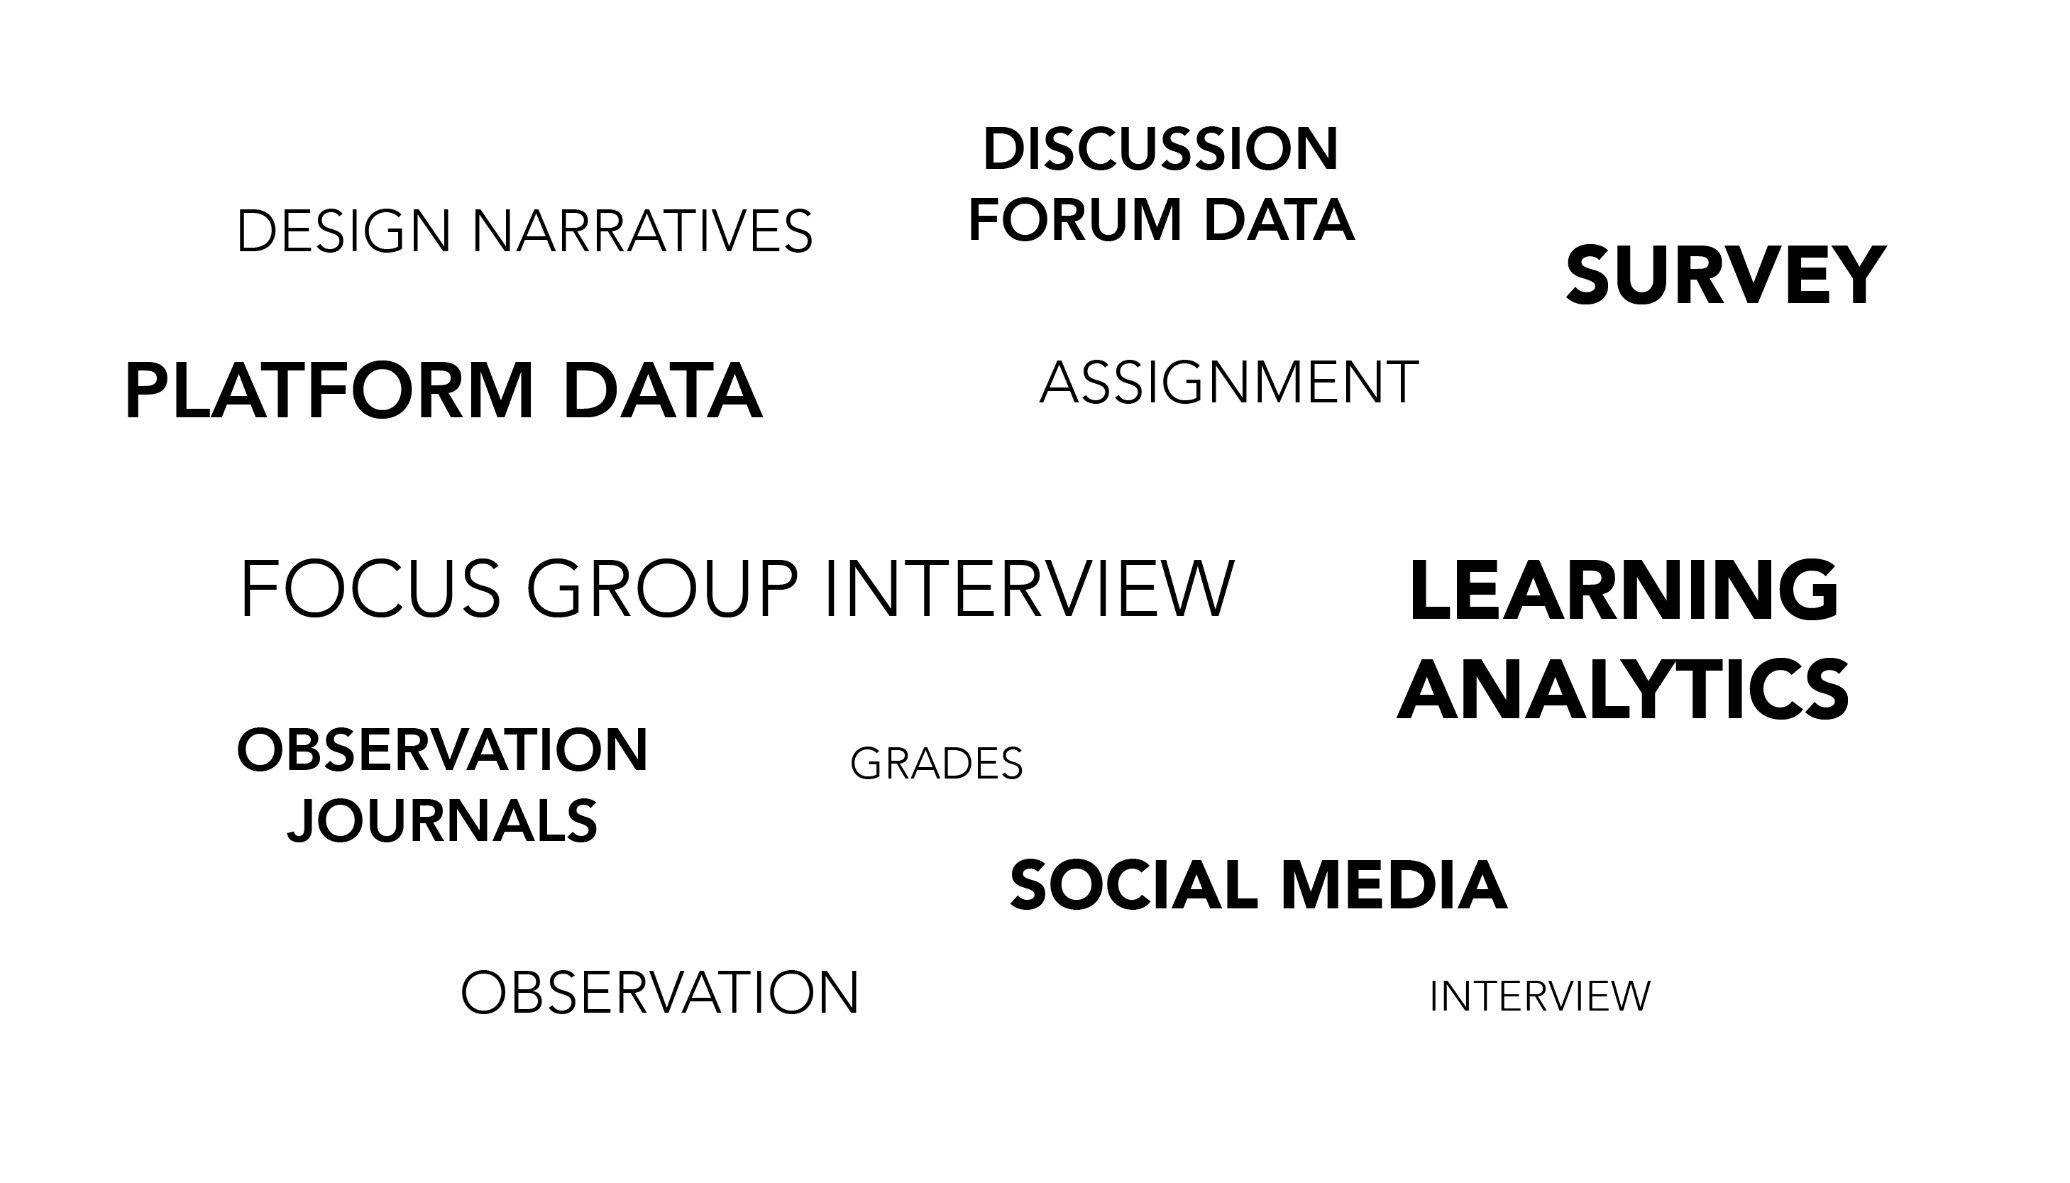 DISCUSSION
FORUM DATA
DESIGN NARRATIVES
SURVEY
PLATFORM DATA
ASSIGNMENT
FOCUS GROUP INTERVIEW
LEARNING
ANALYTICS
OBSERVATION
JOURNALS
GRADES
SOCIAL MEDIA
OBSERVATION
INTERVIEW